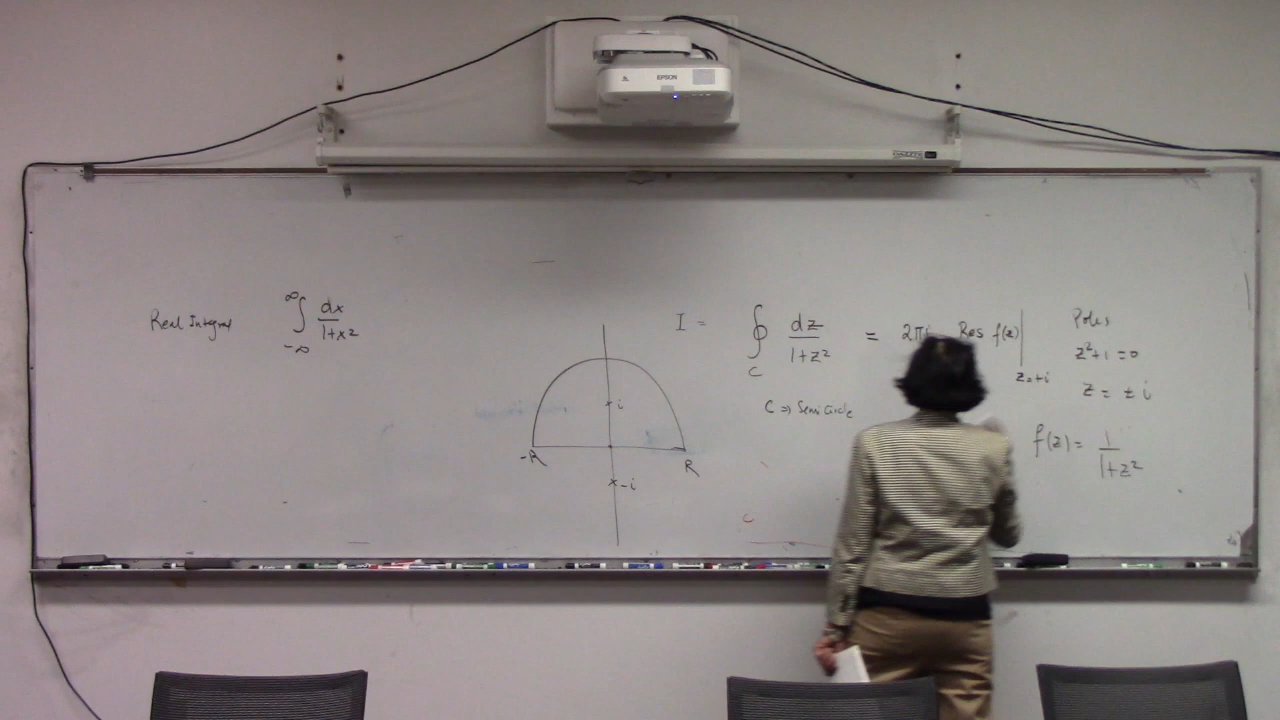 EPSON
Real Integral ∞ ∫ -∞ dx / 1+x²
I = ∮ C dz / 1+z² = 2πi Res f(z) | z=+i
C => Semi Circle
Poles
z²+1=0
z = ± i
f(z) = 1 / 1+z²
i
-R
R
-i
C